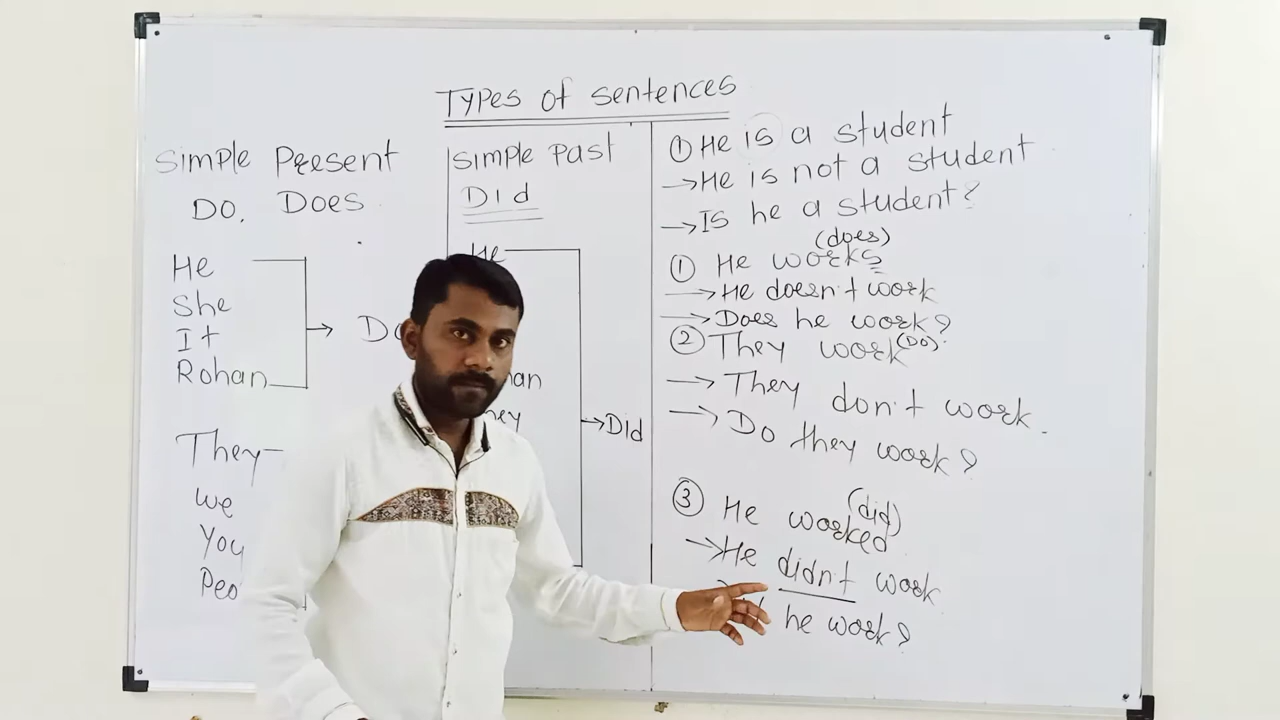 Types of sentences
Simple Present
Do, Does
He
She
It
Rohan
They
We
You
Simple Past
Did
He
Did
① He is a student
→ He is not a student
→ Is he a student?
(does)
① He works
→ He doesn't work
→ Does he work?
② They work (Do)
→ They don't work.
→ Do they work?
③ He worked (did)
→ He didn't work
he work?